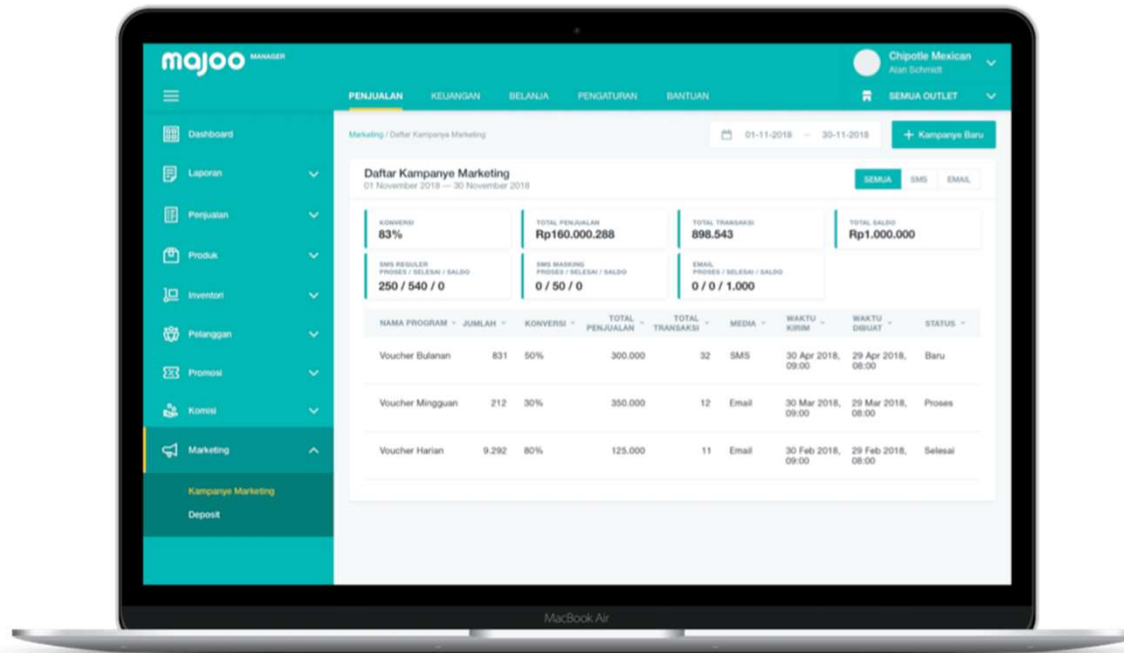 majoo MANAGER
Chipotle Mexican
Alan Schmidt
PENJUALAN KEUANGAN BELANJA PENGATURAN BANTUAN
SEMUA OUTLET
Dashboard
Laporan
Penjualan
Produk
Inventori
Pelanggan
Promosi
Komisi
Marketing
Kampanye Marketing
Deposit
Marketing / Daftar Kampanye Marketing
01-11-2018 — 30-11-2018
+ Kampanye Baru
Daftar Kampanye Marketing
01 November 2018 — 30 November 2018
SEMUA SMS EMAIL
KONVERSI
83%
TOTAL PENJUALAN
Rp160.000.288
TOTAL TRANSAKSI
898.543
TOTAL SALDO
Rp1.000.000
SMS REGULER
PROSES / SELESAI / SALDO
250 / 540 / 0
SMS MASKING
PROSES / SELESAI / SALDO
0 / 50 / 0
EMAIL
PROSES / SELESAI / SALDO
0 / 0 / 1.000
NAMA PROGRAM JUMLAH KONVERSI TOTAL PENJUALAN TOTAL TRANSAKSI MEDIA WAKTU KIRIM WAKTU DIBUAT STATUS
Voucher Bulanan 831 50% 300.000 32 SMS 30 Apr 2018, 09:00 29 Apr 2018, 08:00 Baru
Voucher Mingguan 212 30% 350.000 12 Email 30 Mar 2018, 09:00 29 Mar 2018, 08:00 Proses
Voucher Harian 9.292 80% 125.000 11 Email 30 Feb 2018, 09:00 29 Feb 2018, 08:00 Selesai
MacBook Air